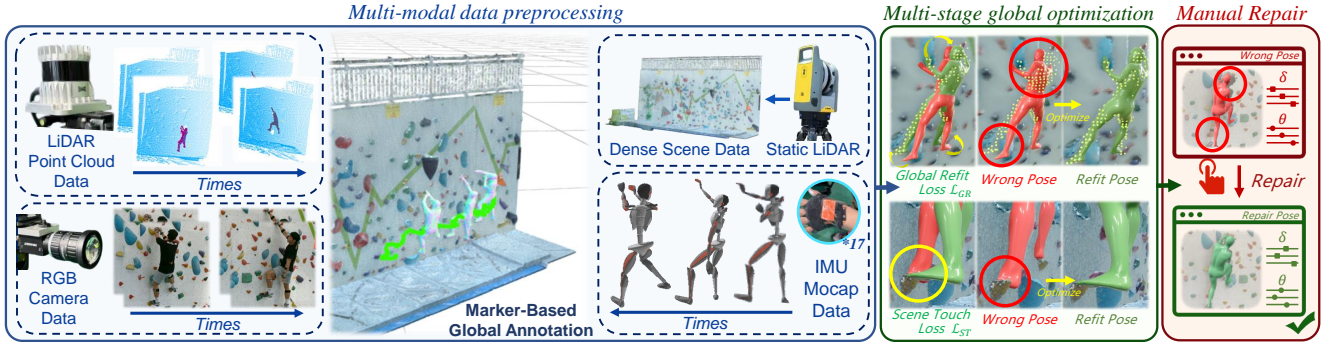 Multi-modal data preprocessing
LiDAR
Point Cloud
Data
Times
RGB
Camera
Data
Times
Marker-Based
Global Annotation
Dense Scene Data
Static LiDAR
*17
IMU
Mocap
Data
Times
Multi-stage global optimization
Optimize
Global Refit
Loss ℒGR
Wrong Pose
Refit Pose
Optimize
Scene Touch
Loss ℒST
Wrong Pose
Refit Pose
Manual Repair
Wrong Pose
δ
θ
Repair
Repair Pose
δ
θ